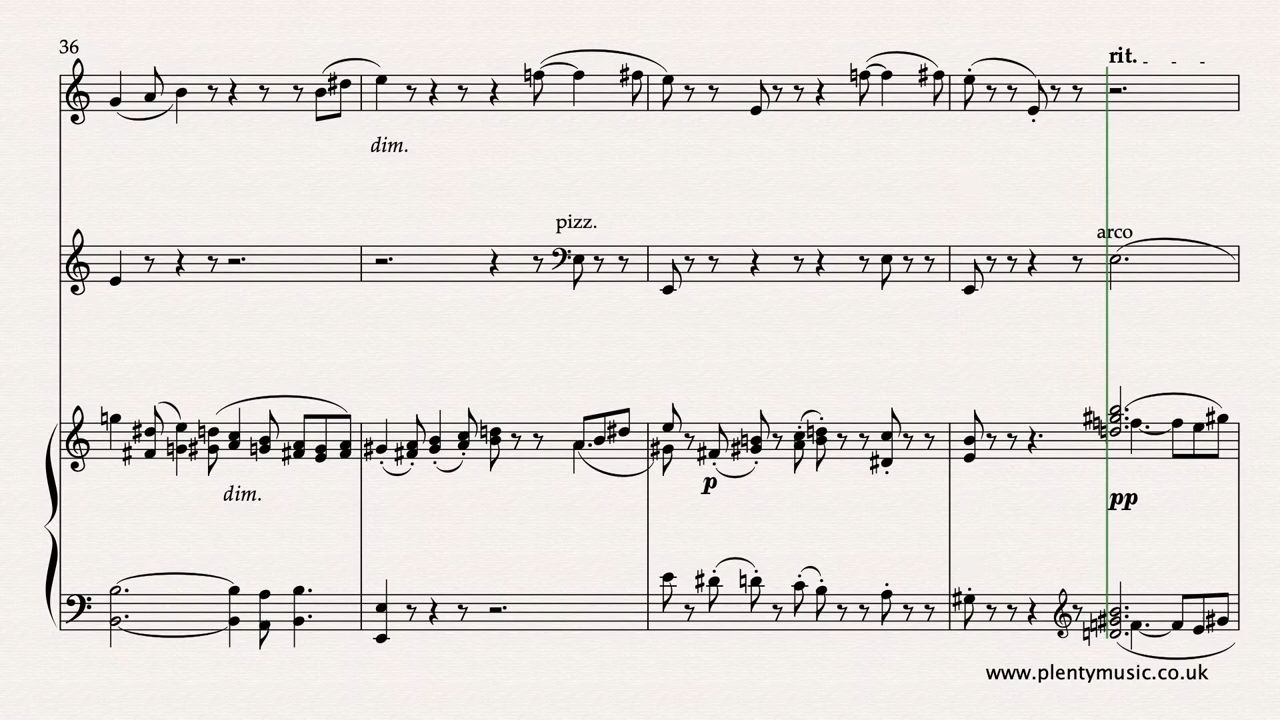 36
rit.
dim.
pizz.
arco
dim.
p
pp
www.plentymusic.co.uk